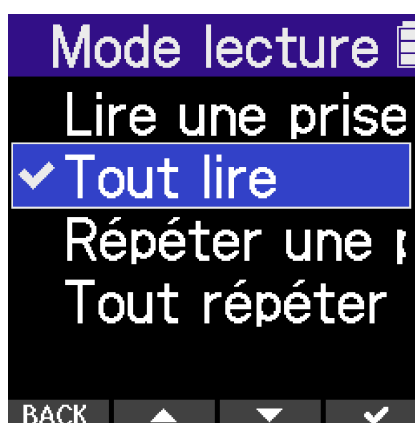 Mode lecture
Lire une prise
Tout lire
Répéter une
Tout répéter
BACK